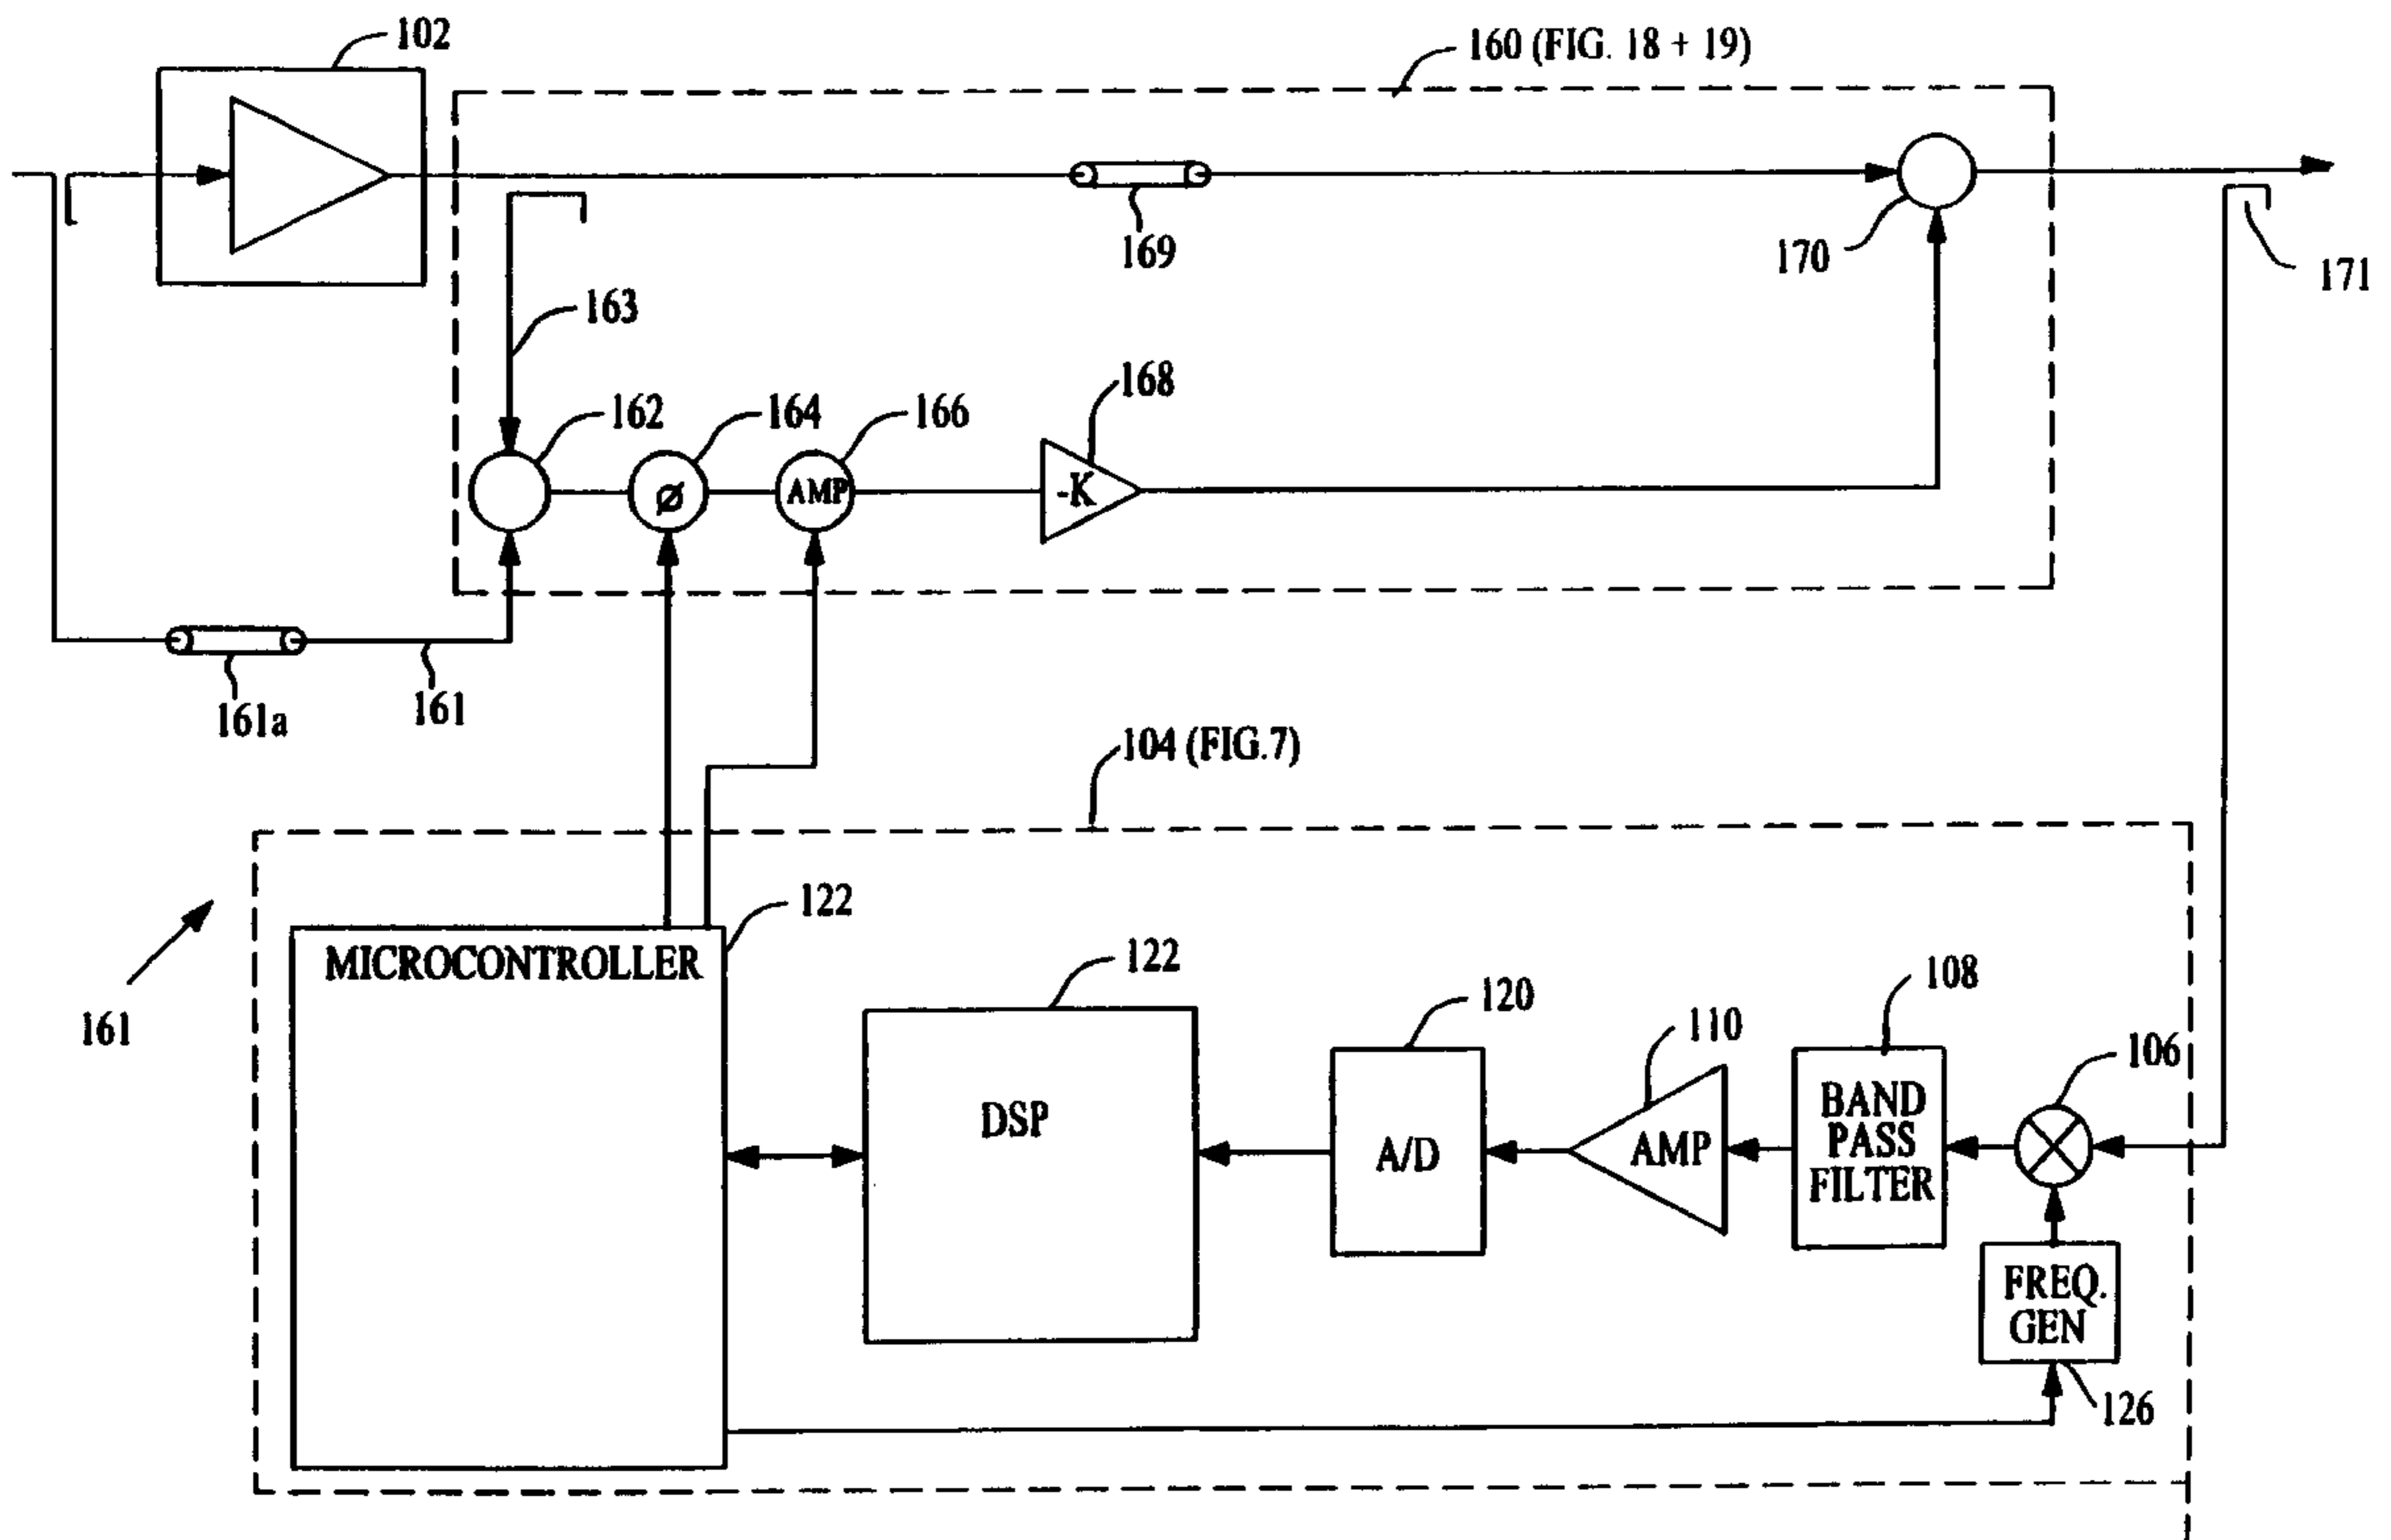 102
160 (FIG. 18 + 19)
169
170
171
163
162
164
166
168
Ø
AMP
-K
161a
161
104 (FIG.7)
161
122
MICROCONTROLLER
122
DSP
120
A/D
110
AMP
108
BAND
PASS
FILTER
106
FREQ.
GEN
126